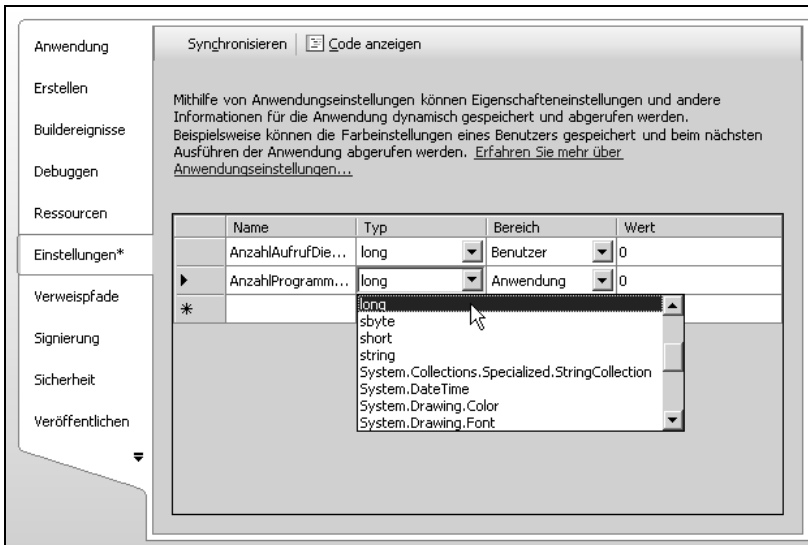 Anwendung
Erstellen
Buildereignisse
Debuggen
Ressourcen
Einstellungen*
Verweispfade
Signierung
Sicherheit
Veröffentlichen
Synchronisieren Code anzeigen
Mithilfe von Anwendungseinstellungen können Eigenschafteneinstellungen und andere
Informationen für die Anwendung dynamisch gespeichert und abgerufen werden.
Beispielsweise können die Farbeinstellungen eines Benutzers gespeichert und beim nächsten
Ausführen der Anwendung abgerufen werden. Erfahren Sie mehr über
Anwendungseinstellungen...
Name Typ Bereich Wert
AnzahlAufrufDie... long Benutzer 0
AnzahlProgramm... long Anwendung 0
long
sbyte
short
string
System.Collections.Specialized.StringCollection
System.DateTime
System.Drawing.Color
System.Drawing.Font